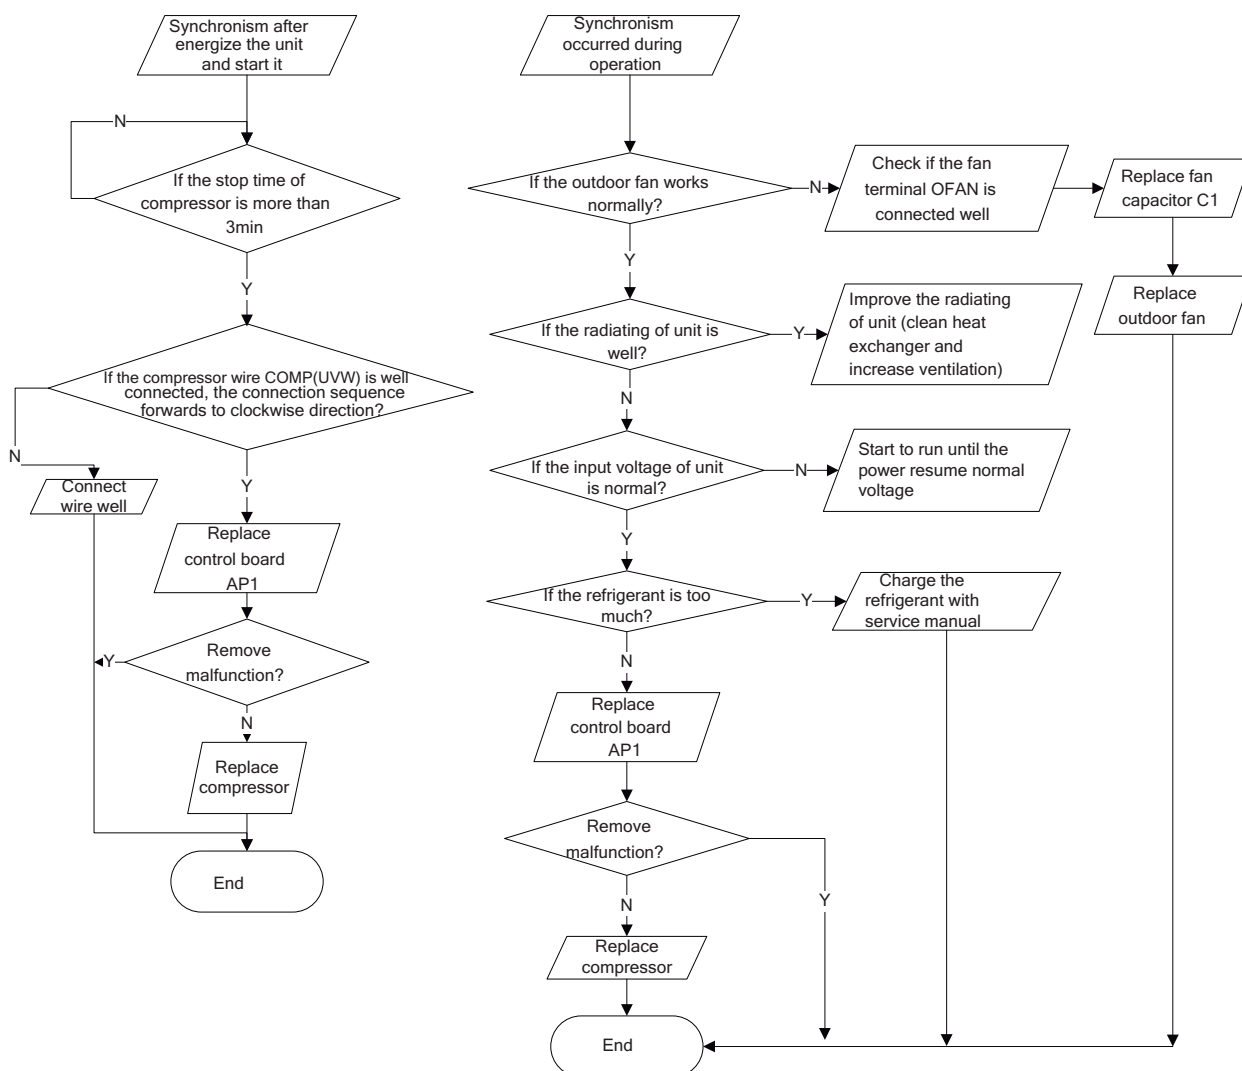 Synchronism after
energize the unit
and start it
N
If the stop time of
compressor is more than
3min
Y
If the compressor wire COMP(UVW) is well
connected, the connection sequence
forwards to clockwise direction?
N
Connect
wire well
Y
Replace
control board
AP1
Remove
malfunction?
Y
N
Replace
compressor
End
Synchronism
occurred during
operation
If the outdoor fan works
normally?
N
Check if the fan
terminal OFAN is
connected well
Replace fan
capacitor C1
Replace
outdoor fan
Y
If the radiating of unit is
well?
Y
Improve the radiating
of unit (clean heat
exchanger and
increase ventilation)
N
If the input voltage of unit
is normal?
N
Start to run until the
power resume normal
voltage
Y
If the refrigerant is too
much?
Y
Charge the
refrigerant with
service manual
N
Replace
control board
AP1
Remove
malfunction?
Y
N
Replace
compressor
End